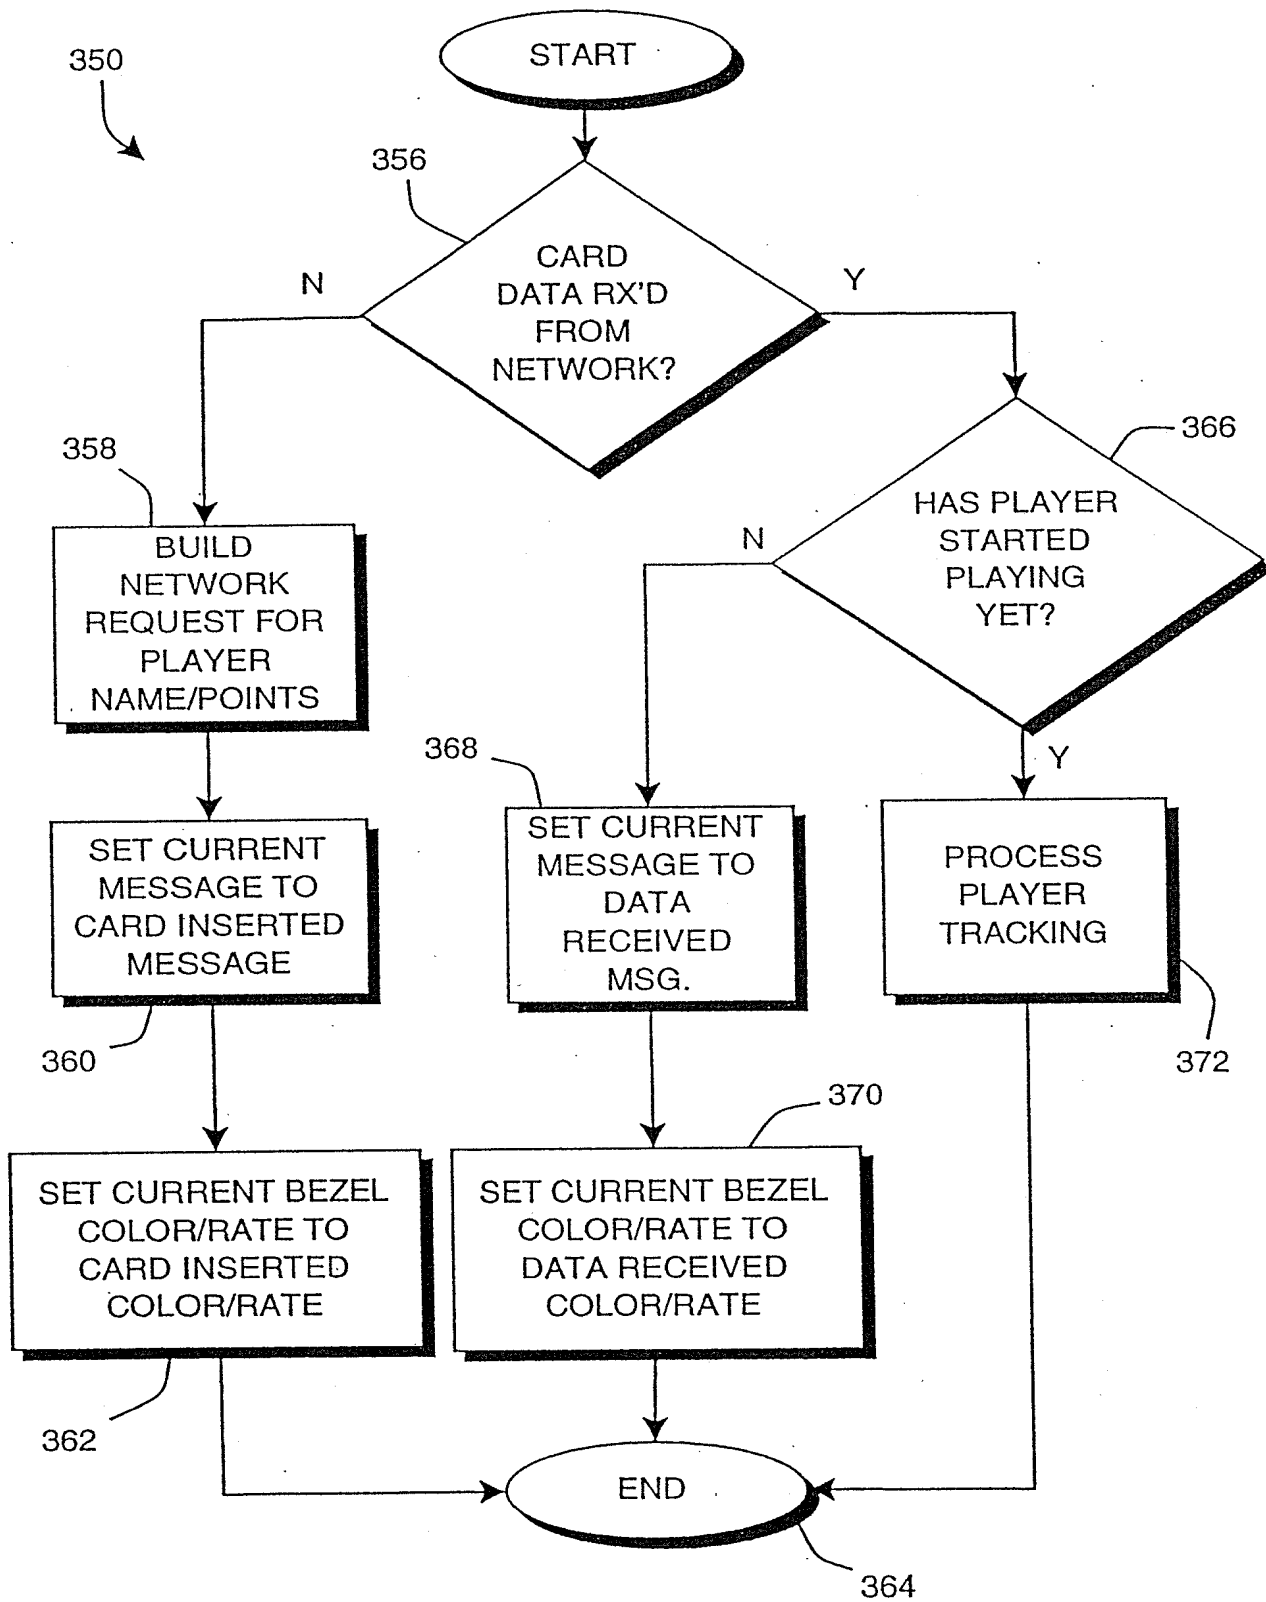 START
350
356
CARD
DATA RX'D
FROM
NETWORK?
N
Y
358
BUILD
NETWORK
REQUEST FOR
PLAYER
NAME/POINTS
366
HAS PLAYER
STARTED
PLAYING
YET?
N
Y
SET CURRENT
MESSAGE TO
CARD INSERTED
MESSAGE
360
368
SET CURRENT
MESSAGE TO
DATA
RECEIVED
MSG.
PROCESS
PLAYER
TRACKING
372
SET CURRENT BEZEL
COLOR/RATE TO
CARD INSERTED
COLOR/RATE
362
370
SET CURRENT BEZEL
COLOR/RATE TO
DATA RECEIVED
COLOR/RATE
END
364